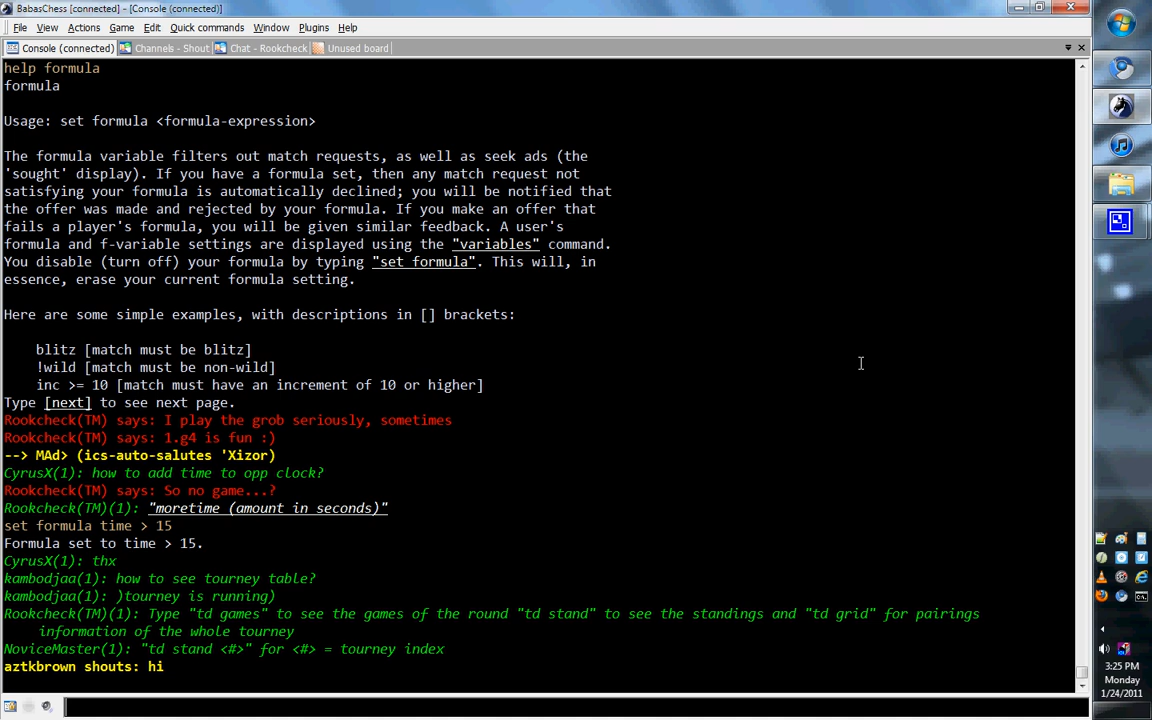 BabasChess [connected] - [Console (connected)]
File View Actions Game Edit Quick commands Window Plugins Help
Console (connected) Channels - Shout Chat - Rookcheck Unused board
help formula
formula
Usage: set formula <formula-expression>
The formula variable filters out match requests, as well as seek ads (the
'sought' display). If you have a formula set, then any match request not
satisfying your formula is automatically declined; you will be notified that
the offer was made and rejected by your formula. If you make an offer that
fails a player's formula, you will be given similar feedback. A user's
formula and f-variable settings are displayed using the "variables" command.
You disable (turn off) your formula by typing "set formula". This will, in
essence, erase your current formula setting.
Here are some simple examples, with descriptions in [] brackets:
blitz [match must be blitz]
!wild [match must be non-wild]
inc >= 10 [match must have an increment of 10 or higher]
Type [next] to see next page.
Rookcheck(TM) says: I play the grob seriously, sometimes
Rookcheck(TM) says: 1.g4 is fun :)
--> MAd> (ics-auto-salutes 'Xizor)
CyrusX(1): how to add time to opp clock?
Rookcheck(TM) says: So no game...?
Rookcheck(TM)(1): "moretime (amount in seconds)"
set formula time > 15
Formula set to time > 15.
CyrusX(1): thx
kambodjaa(1): how to see tourney table?
kambodjaa(1): )tourney is running)
Rookcheck(TM)(1): Type "td games" to see the games of the round "td stand" to see the standings and "td grid" for pairings
information of the whole tourney
NoviceMaster(1): "td stand <#>" for <#> = tourney index
aztkbrown shouts: hi
3:25 PM
Monday
1/24/2011